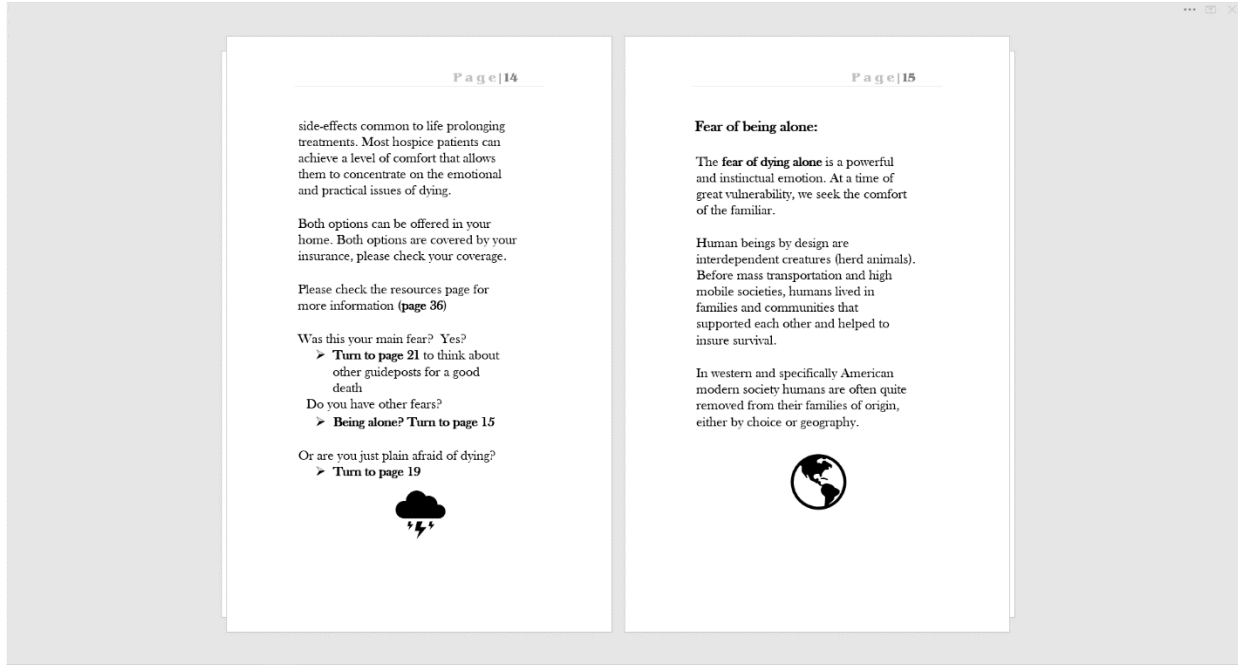 Page|14
side-effects common to life prolonging
treatments. Most hospice patients can
achieve a level of comfort that allows
them to concentrate on the emotional
and practical issues of dying.
Both options can be offered in your
home. Both options are covered by your
insurance, please check your coverage.
Please check the resources page for
more information (page 36)
Was this your main fear?  Yes?
➢ Turn to page 21 to think about
other guideposts for a good
death
Do you have other fears?
➢ Being alone? Turn to page 15
Or are you just plain afraid of dying?
➢ Turn to page 19
Page|15
Fear of being alone:
The fear of dying alone is a powerful
and instinctual emotion. At a time of
great vulnerability, we seek the comfort
of the familiar.
Human beings by design are
interdependent creatures (herd animals).
Before mass transportation and high
mobile societies, humans lived in
families and communities that
supported each other and helped to
insure survival.
In western and specifically American
modern society humans are often quite
removed from their families of origin,
either by choice or geography.